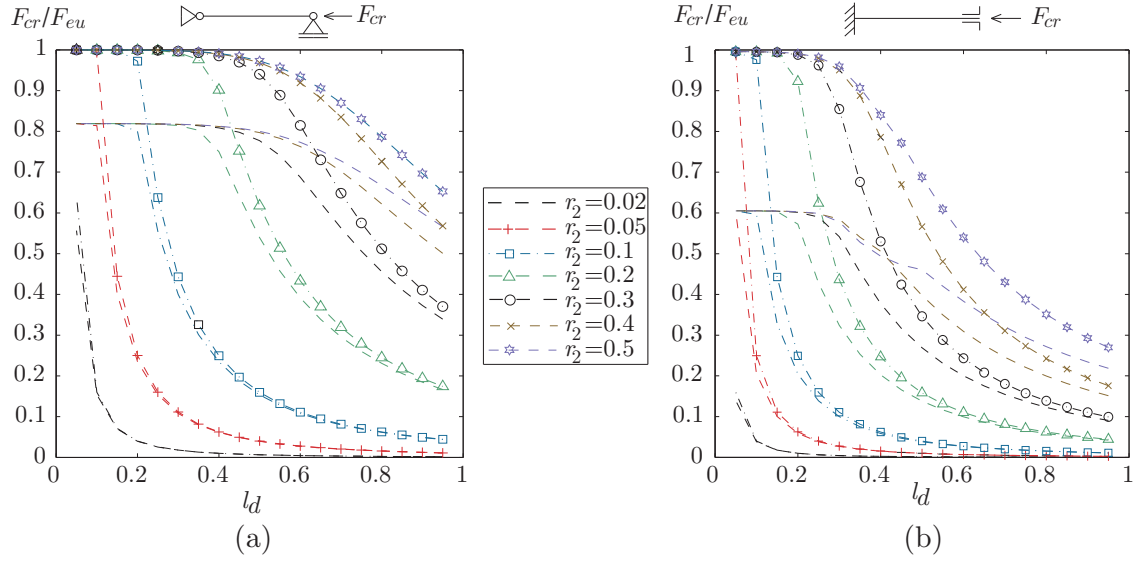 F_cr/F_eu
F_cr
1
0.9
0.8
0.7
0.6
0.5
0.4
0.3
0.2
0.1
0
0 0.2 0.4 0.6 0.8 1
l_d
(a)
r_2=0.02
r_2=0.05
r_2=0.1
r_2=0.2
r_2=0.3
r_2=0.4
r_2=0.5
F_cr/F_eu
F_cr
1
0.9
0.8
0.7
0.6
0.5
0.4
0.3
0.2
0.1
0
0 0.2 0.4 0.6 0.8 1
l_d
(b)